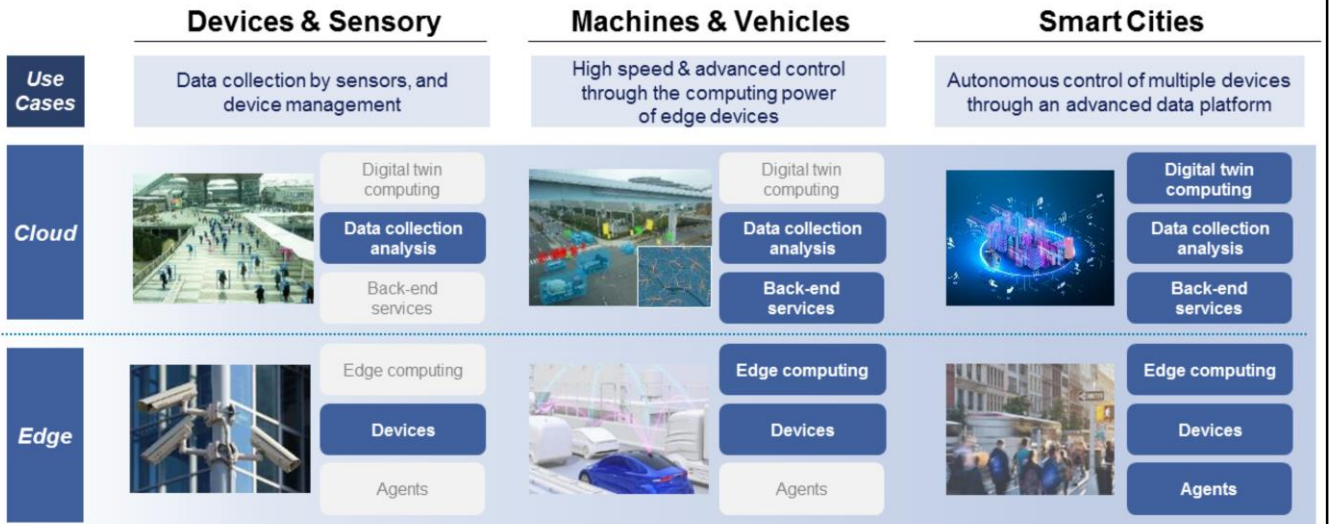 Devices & Sensory
Machines & Vehicles
Smart Cities
Use
Cases
Data collection by sensors, and
device management
High speed & advanced control
through the computing power
of edge devices
Autonomous control of multiple devices
through an advanced data platform
Cloud
Digital twin
computing
Data collection
analysis
Back-end
services
Digital twin
computing
Data collection
analysis
Back-end
services
Digital twin
computing
Data collection
analysis
Back-end
services
Edge
Edge computing
Devices
Agents
Edge computing
Devices
Agents
Edge computing
Devices
Agents